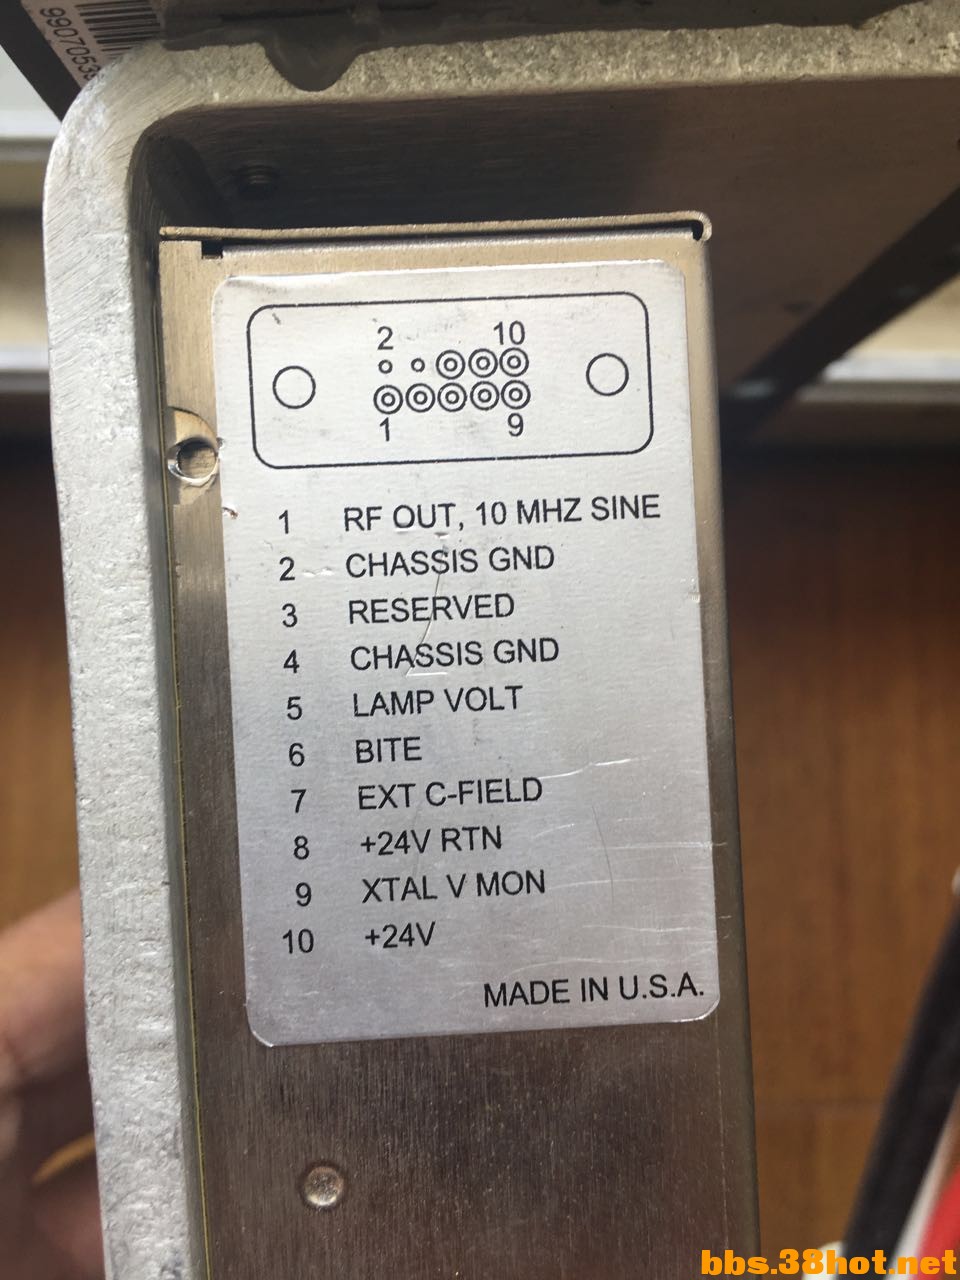 2 10
1 9
1 RF OUT, 10 MHZ SINE
2 CHASSIS GND
3 RESERVED
4 CHASSIS GND
5 LAMP VOLT
6 BITE
7 EXT C-FIELD
8 +24V RTN
9 XTAL V MON
10 +24V
MADE IN U.S.A.
bbs.38hot.net